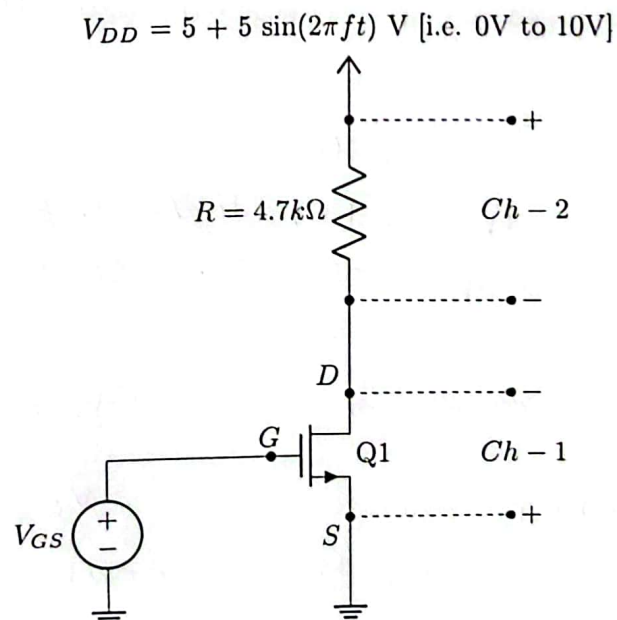 V_DD = 5 + 5 sin(2πft) V [i.e. 0V to 10V]
+
R = 4.7kΩ
Ch − 2
−
D
−
G
Q1
Ch − 1
+
−
V_GS
S
+